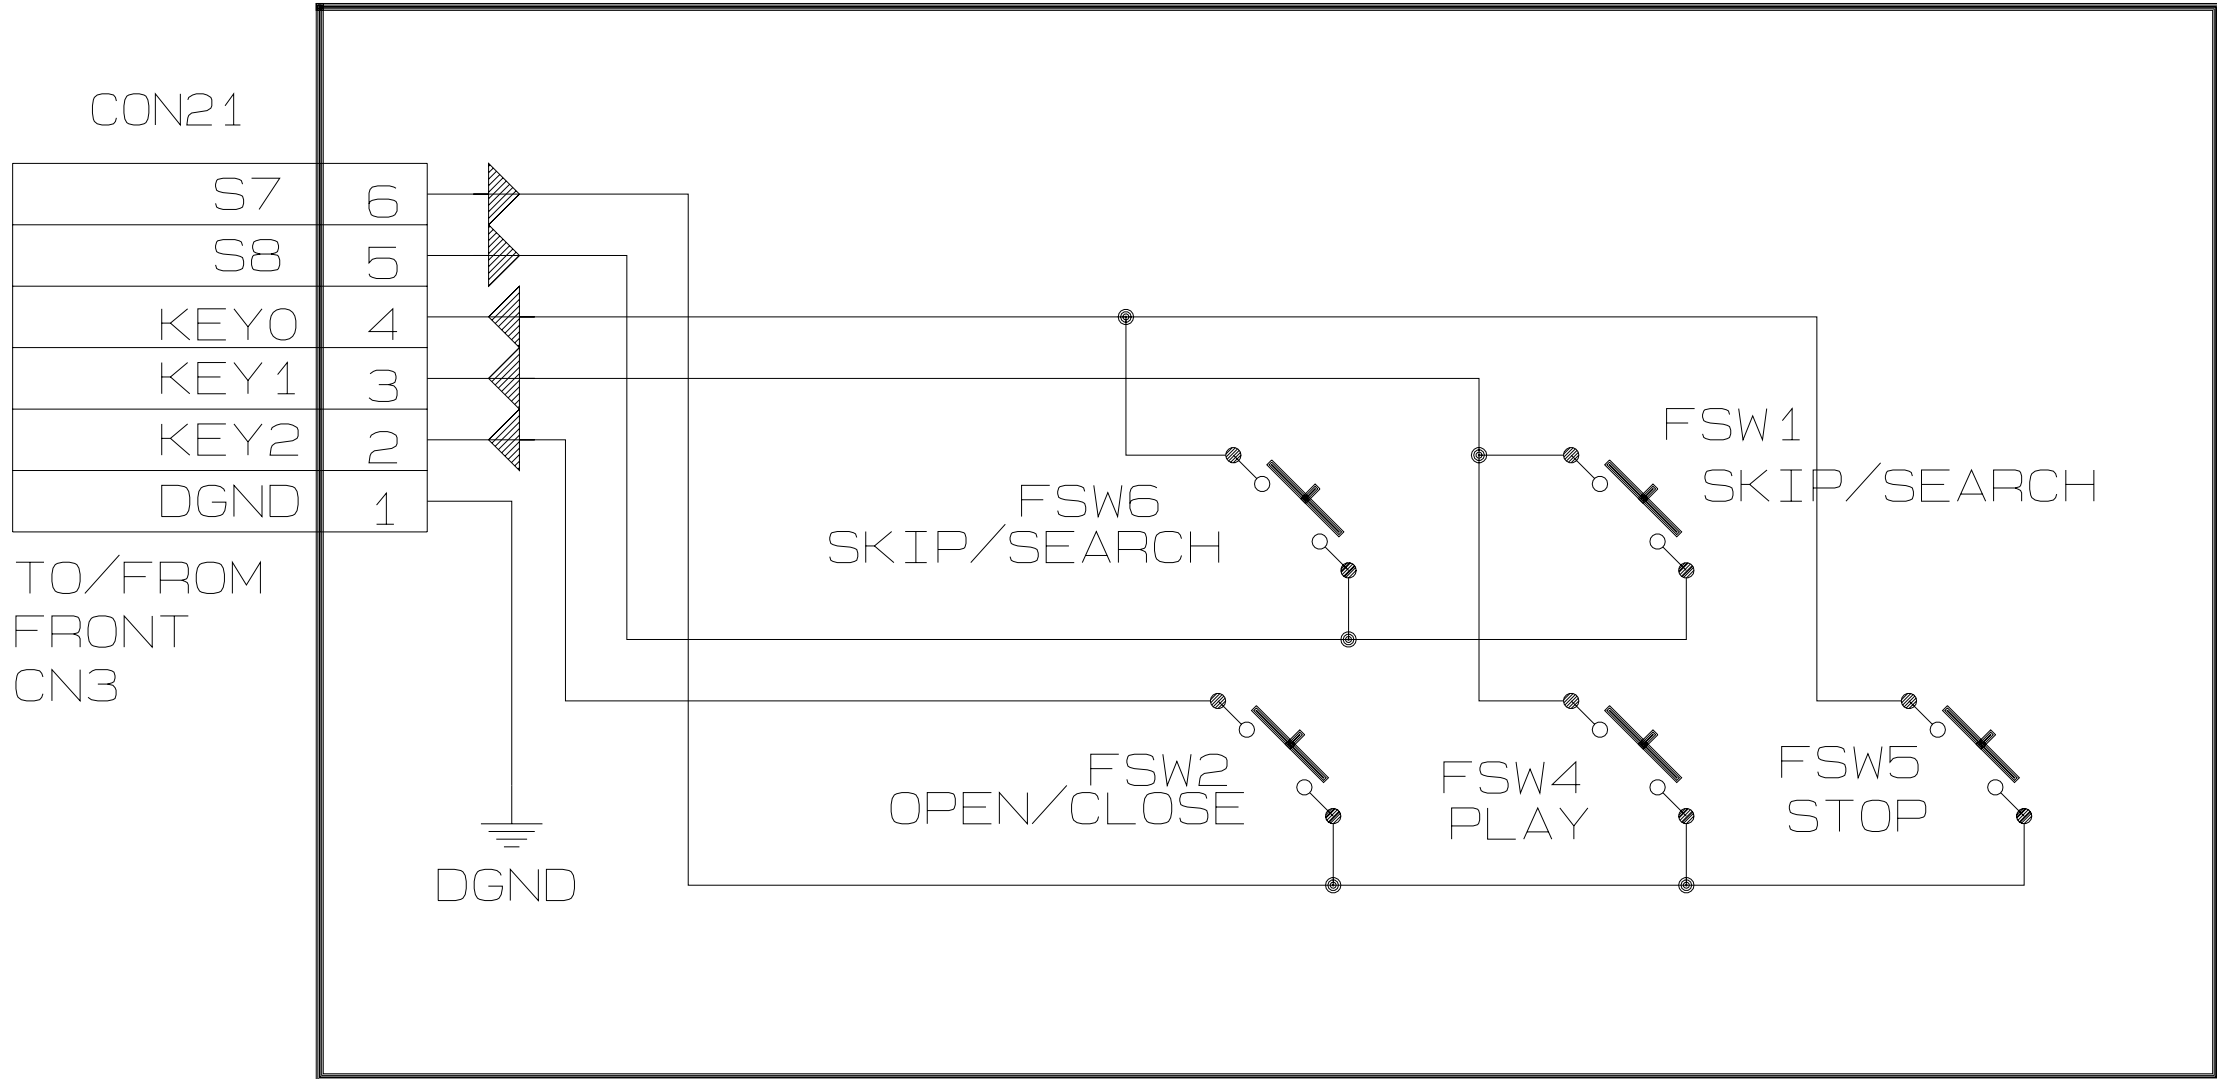 CON21
S7 6
S8 5
KEY0 4
KEY1 3
KEY2 2
DGND 1
TO/FROM
FRONT
CN3
DGND
FSW6
SKIP/SEARCH
FSW1
SKIP/SEARCH
FSW2
OPEN/CLOSE
FSW4
PLAY
FSW5
STOP